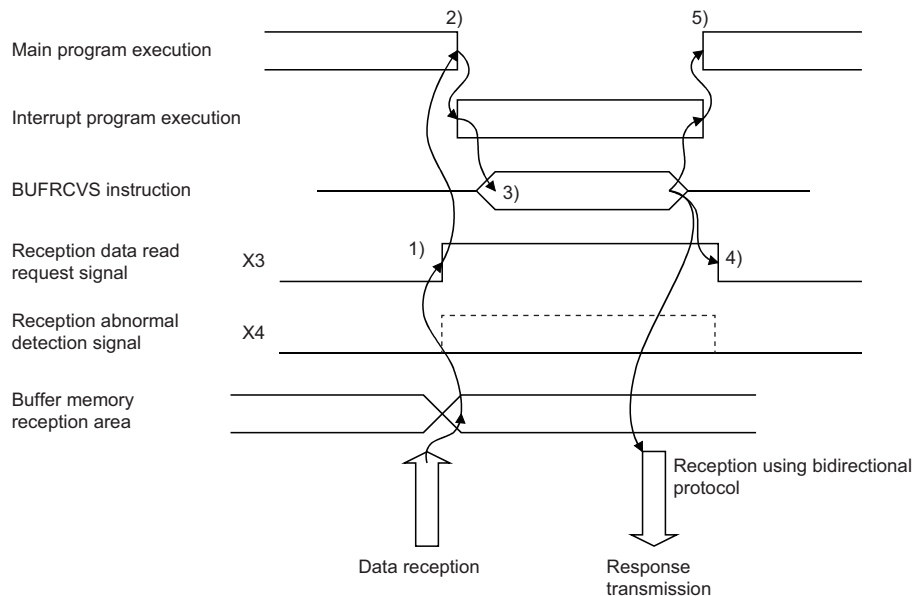 2)
5)
Main program execution
Interrupt program execution
BUFRCVS instruction
3)
Reception data read
request signal
X3
1)
4)
Reception abnormal
detection signal
X4
Buffer memory
reception area
Reception using bidirectional
protocol
Data reception
Response
transmission